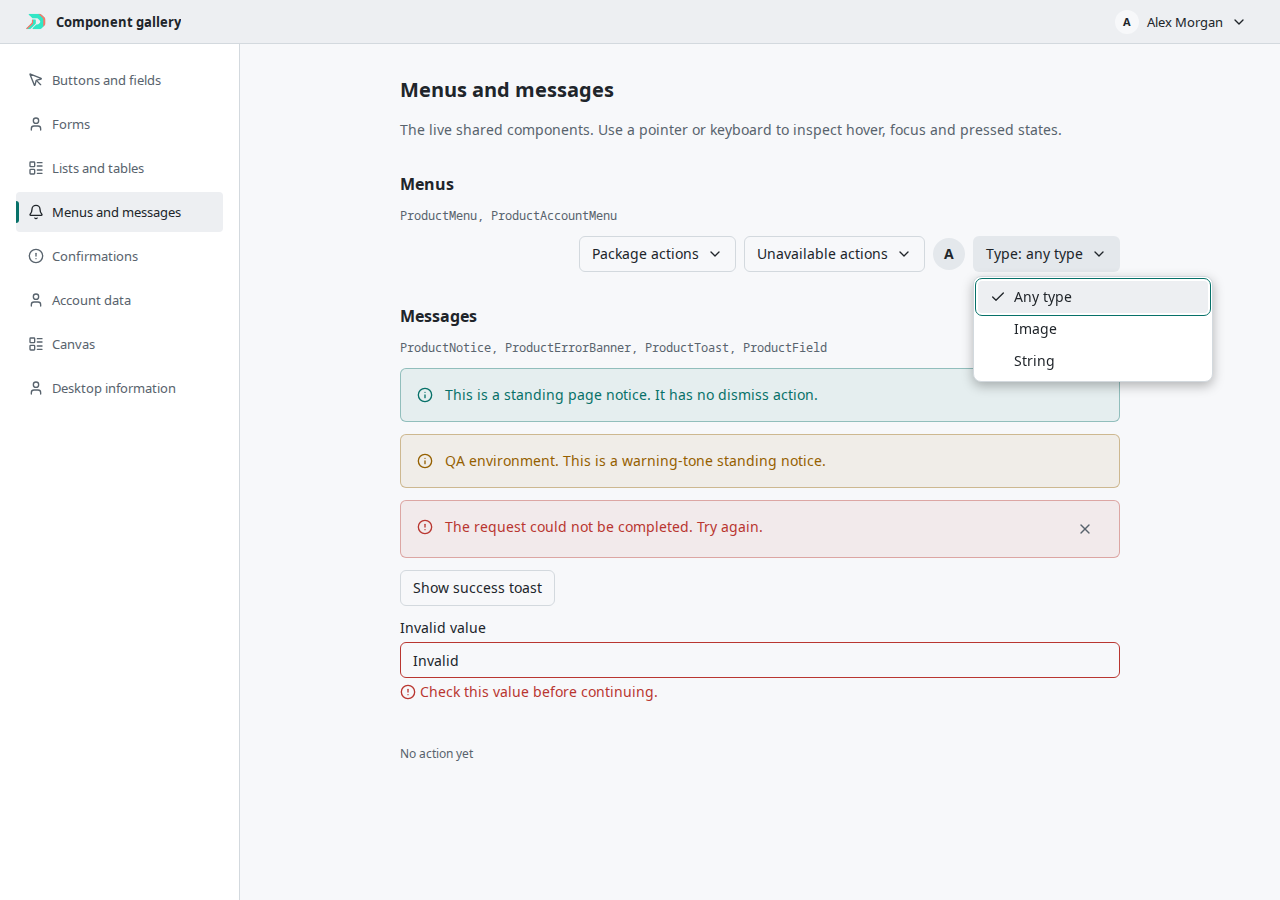 Component gallery
A
Alex Morgan
Buttons and fields
Forms
Lists and tables
Menus and messages
Confirmations
Account data
Canvas
Desktop information
Menus and messages
The live shared components. Use a pointer or keyboard to inspect hover, focus and pressed states.
Menus
ProductMenu, ProductAccountMenu
Package actions
Unavailable actions
A
Type: any type
Any type
Image
String
Messages
ProductNotice, ProductErrorBanner, ProductToast, ProductField
This is a standing page notice. It has no dismiss action.
QA environment. This is a warning-tone standing notice.
The request could not be completed. Try again.
Show success toast
Invalid value
Invalid
Check this value before continuing.
No action yet